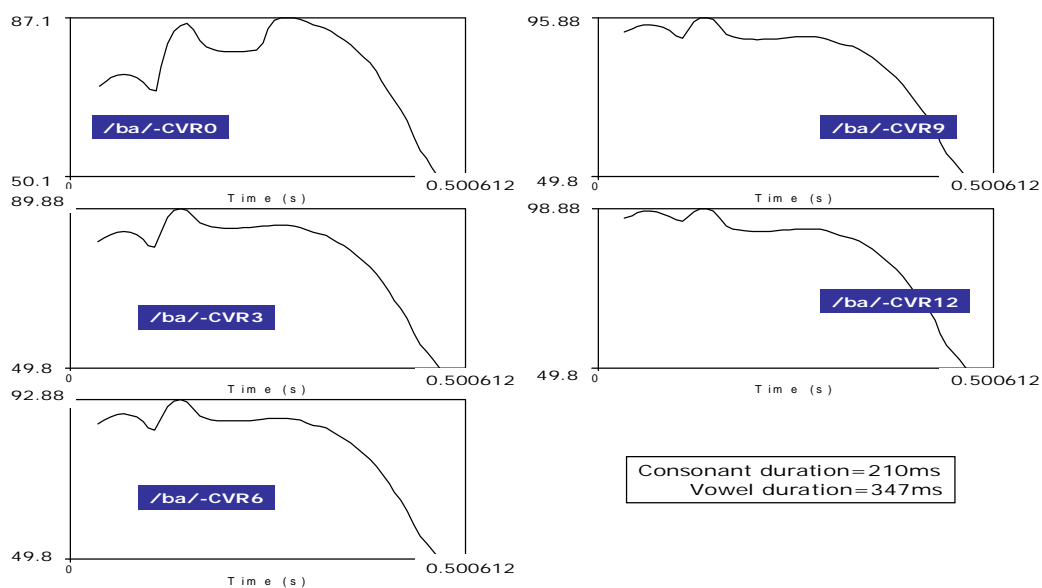 87.1
/ba/-CVR0
50.1
0
0.500612
Time (s)
89.88
/ba/-CVR3
49.8
0
0.500612
Time (s)
92.88
/ba/-CVR6
49.8
0
0.500612
Time (s)
95.88
/ba/-CVR9
49.8
0
0.500612
Time (s)
98.88
/ba/-CVR12
49.8
0
0.500612
Time (s)
Consonant duration=210ms
Vowel duration=347ms